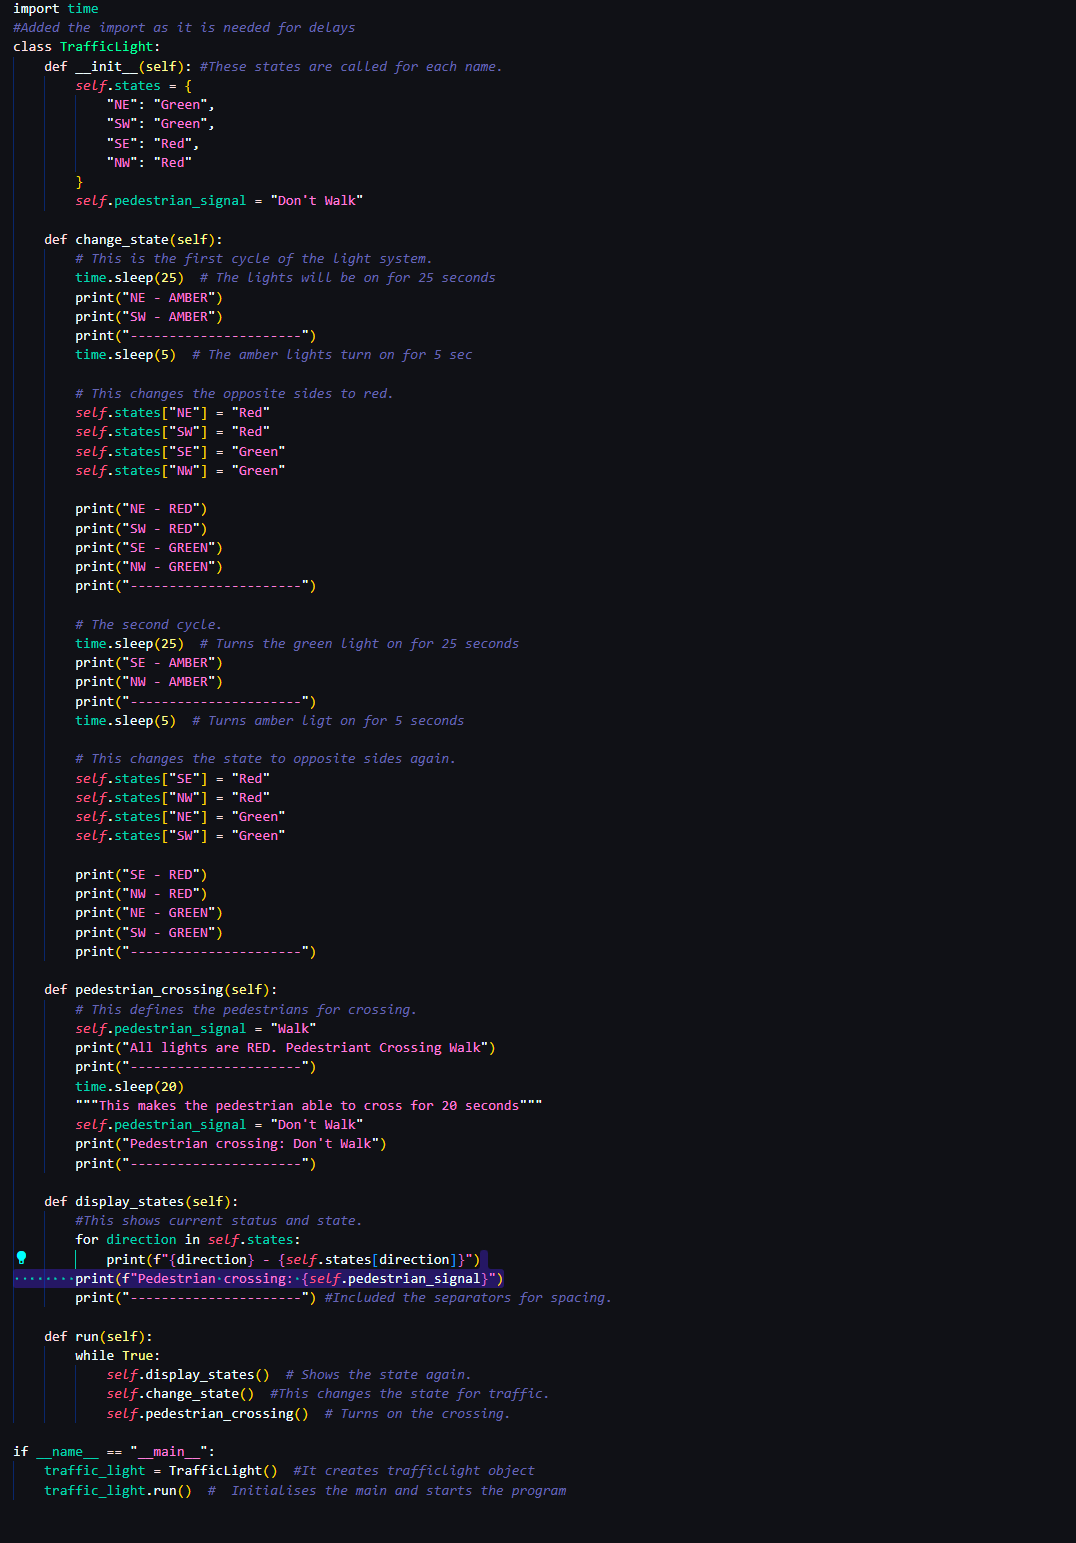 import time
#Added the import as it is needed for delays
class TrafficLight:
    def __init__(self): #These states are called for each name.
        self.states = {
            "NE": "Green",
            "SW": "Green",
            "SE": "Red",
            "NW": "Red"
        }
        self.pedestrian_signal = "Don't Walk"

    def change_state(self):
        # This is the first cycle of the light system.
        time.sleep(25)  # The lights will be on for 25 seconds
        print("NE - AMBER")
        print("SW - AMBER")
        print("----------------------")
        time.sleep(5)  # The amber lights turn on for 5 sec

        # This changes the opposite sides to red.
        self.states["NE"] = "Red"
        self.states["SW"] = "Red"
        self.states["SE"] = "Green"
        self.states["NW"] = "Green"

        print("NE - RED")
        print("SW - RED")
        print("SE - GREEN")
        print("NW - GREEN")
        print("----------------------")

        # The second cycle.
        time.sleep(25)  # Turns the green light on for 25 seconds
        print("SE - AMBER")
        print("NW - AMBER")
        print("----------------------")
        time.sleep(5)  # Turns amber ligt on for 5 seconds

        # This changes the state to opposite sides again.
        self.states["SE"] = "Red"
        self.states["NW"] = "Red"
        self.states["NE"] = "Green"
        self.states["SW"] = "Green"

        print("SE - RED")
        print("NW - RED")
        print("NE - GREEN")
        print("SW - GREEN")
        print("----------------------")

    def pedestrian_crossing(self):
        # This defines the pedestrians for crossing.
        self.pedestrian_signal = "Walk"
        print("All lights are RED. Pedestriant Crossing Walk")
        print("----------------------")
        time.sleep(20)
        """This makes the pedestrian able to cross for 20 seconds"""
        self.pedestrian_signal = "Don't Walk"
        print("Pedestrian crossing: Don't Walk")
        print("----------------------")

    def display_states(self):
        #This shows current status and state.
        for direction in self.states:
            print(f"{direction} - {self.states[direction]}")
        print(f"Pedestrian crossing: {self.pedestrian_signal}")
        print("----------------------") #Included the separators for spacing.

    def run(self):
        while True:
            self.display_states()  # Shows the state again.
            self.change_state()  #This changes the state for traffic.
            self.pedestrian_crossing()  # Turns on the crossing.

if __name__ == "__main__":
    traffic_light = TrafficLight()  #It creates trafficlight object
    traffic_light.run()  #  Initialises the main and starts the program